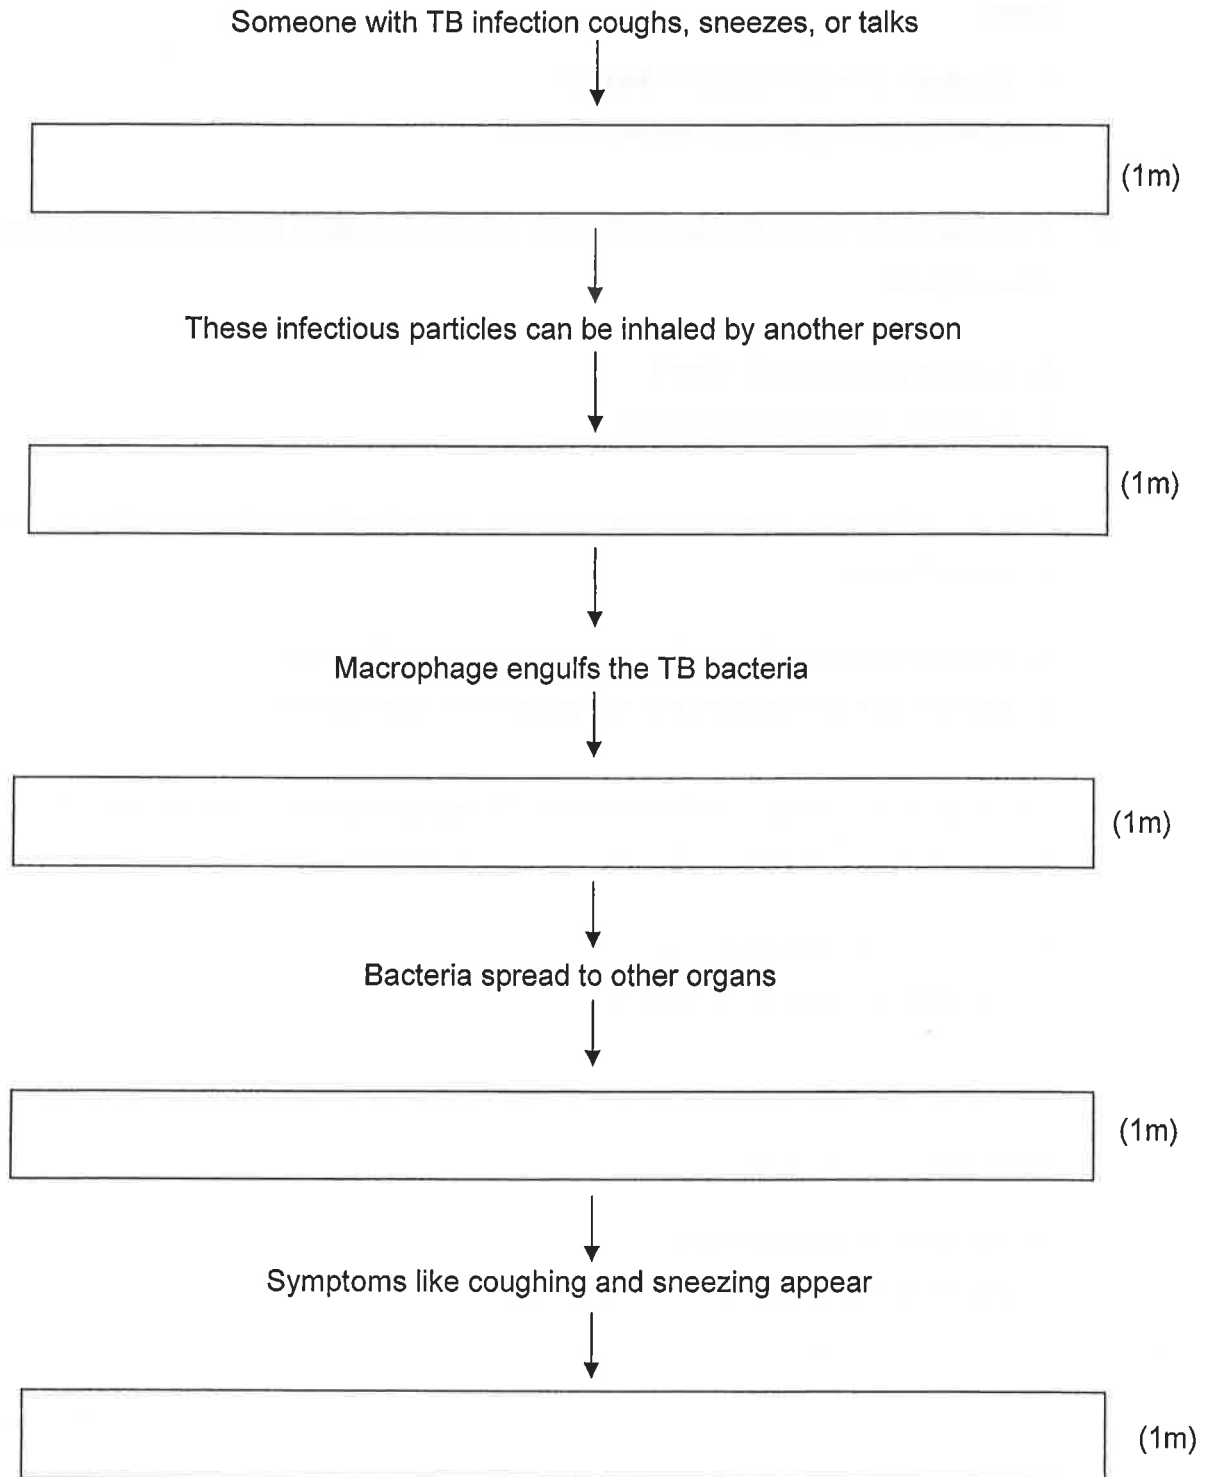 Someone with TB infection coughs, sneezes, or talks
(1m)
These infectious particles can be inhaled by another person
(1m)
Macrophage engulfs the TB bacteria
(1m)
Bacteria spread to other organs
(1m)
Symptoms like coughing and sneezing appear
(1m)